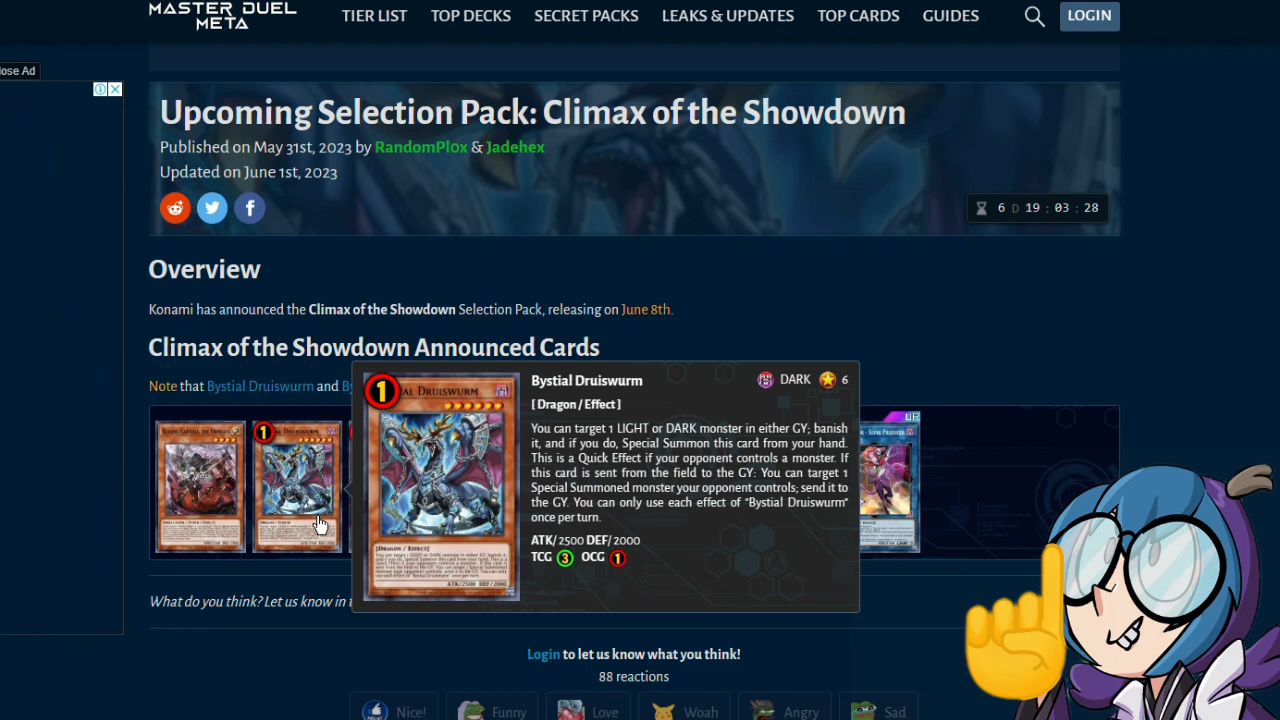 MASTER DUEL
META
TIER LIST
TOP DECKS
SECRET PACKS
LEAKS & UPDATES
TOP CARDS
GUIDES
LOGIN
lose Ad
Upcoming Selection Pack: Climax of the Showdown
Published on May 31st, 2023 by RandomPl0x & Jadehex
Updated on June 1st, 2023
6 D 19 : 03 : 28
Overview
Konami has announced the Climax of the Showdown Selection Pack, releasing on June 8th.
Climax of the Showdown Announced Cards
Note that Bystial Druiswurm and By
1
UR
1
Bystial Druiswurm
DARK 6
[ Dragon / Effect ]
You can target 1 LIGHT or DARK monster in either GY; banish
it, and if you do, Special Summon this card from your hand.
This is a Quick Effect if your opponent controls a monster. If
this card is sent from the field to the GY: You can target 1
Special Summoned monster your opponent controls; send it to
the GY. You can only use each effect of "Bystial Druiswurm"
once per turn.
ATK/ 2500 DEF/ 2000
TCG 3 OCG 1
What do you think? Let us know in t
Login to let us know what you think!
88 reactions
Nice!
Funny
Love
Woah
Angry
Sad